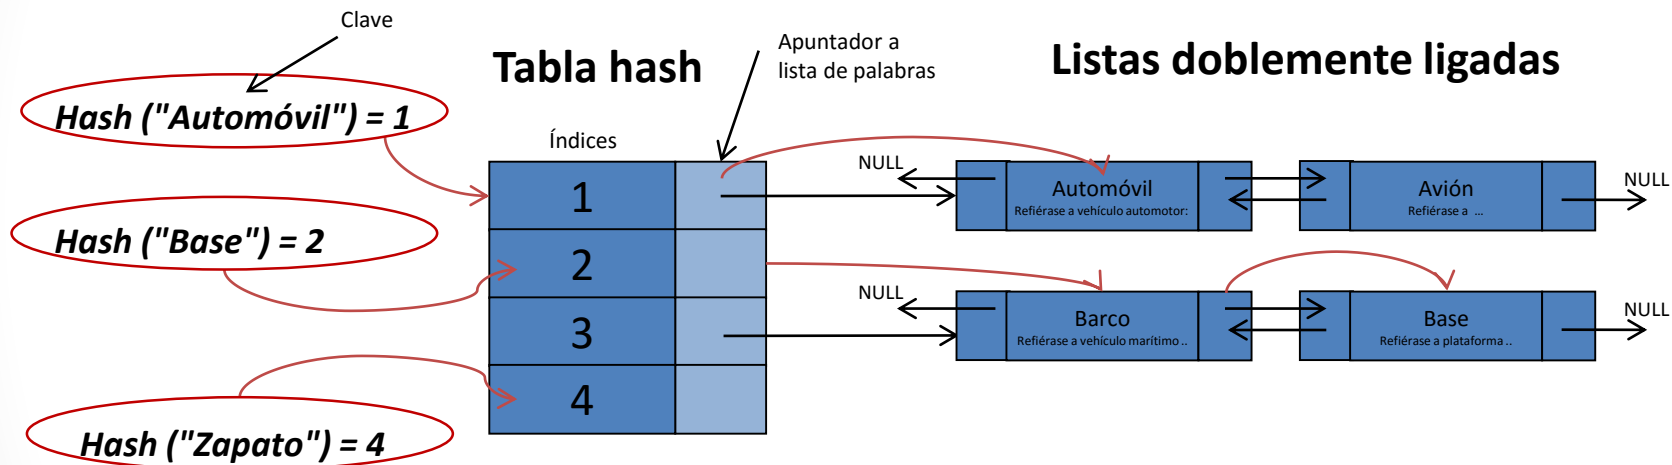 Clave
Tabla hash
Apuntador a
lista de palabras
Listas doblemente ligadas
Hash ("Automóvil") = 1
Índices
1
NULL
Automóvil
Refiérase a vehículo automotor:
Avión
Refiérase a ...
NULL
Hash ("Base") = 2
2
NULL
Barco
Refiérase a vehículo marítimo ..
Base
Refiérase a plataforma ..
NULL
3
4
Hash ("Zapato") = 4